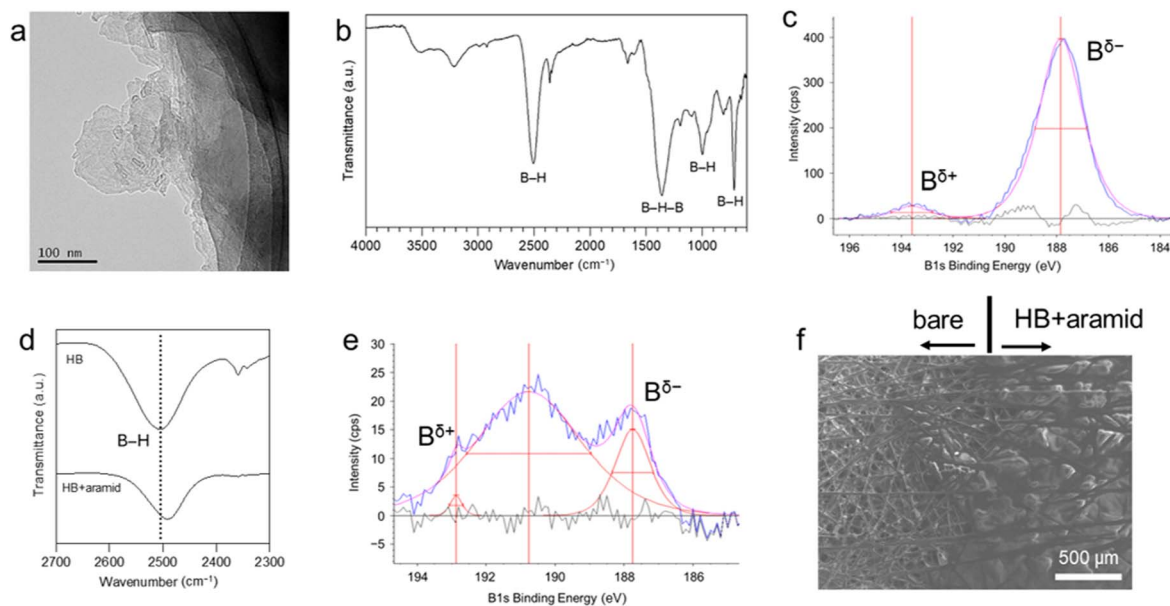 a
100 nm
b
Transmittance (a.u.)
B–H
B–H–B
B–H
B–H
4000 3500 3000 2500 2000 1500 1000
Wavenumber (cm⁻¹)
c
Intensity (cps)
400
300
200
100
0
Bδ+
Bδ−
196 194 192 190 188 186 184
B1s Binding Energy (eV)
d
Transmittance (a.u.)
HB
B–H
HB+aramid
2700 2600 2500 2400 2300
Wavenumber (cm⁻¹)
e
Intensity (cps)
30
25
20
15
10
5
0
−5
Bδ+
Bδ−
194 192 190 188 186
B1s Binding Energy (eV)
f
bare HB+aramid
500 µm